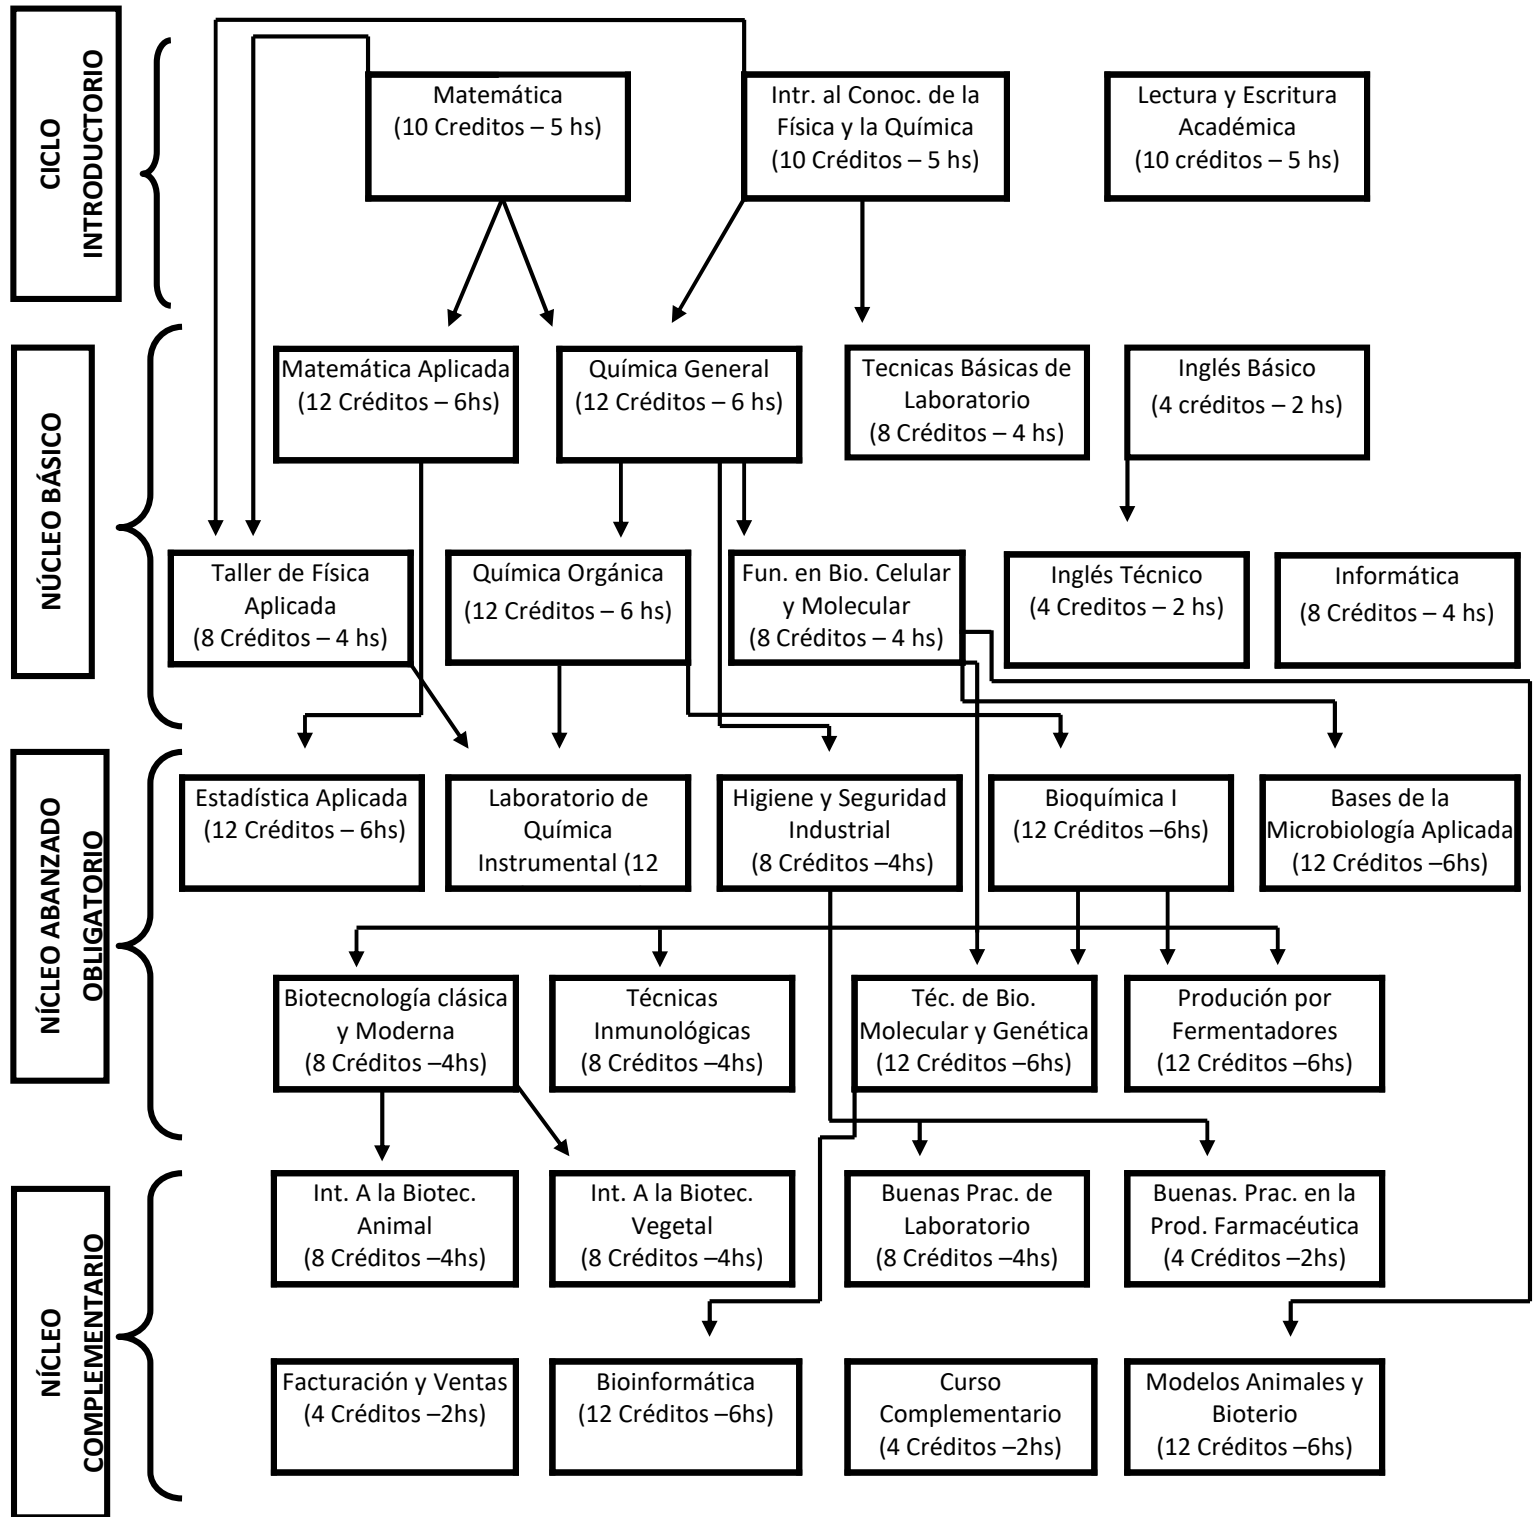 CICLO
INTRODUCTORIO
Matemática
(10 Creditos – 5 hs)
Intr. al Conoc. de la
Física y la Química
(10 Créditos – 5 hs)
Lectura y Escritura
Académica
(10 créditos – 5 hs)
NÚCLEO BÁSICO
Matemática Aplicada
(12 Créditos – 6hs)
Química General
(12 Créditos – 6 hs)
Tecnicas Básicas de
Laboratorio
(8 Créditos – 4 hs)
Inglés Básico
(4 créditos – 2 hs)
Taller de Física
Aplicada
(8 Créditos – 4 hs)
Química Orgánica
(12 Créditos – 6 hs)
Fun. en Bio. Celular
y Molecular
(8 Créditos – 4 hs)
Inglés Técnico
(4 Creditos – 2 hs)
Informática
(8 Créditos – 4 hs)
NÍCLEO ABANZADO
OBLIGATORIO
Estadística Aplicada
(12 Créditos – 6hs)
Laboratorio de
Química
Instrumental (12
Higiene y Seguridad
Industrial
(8 Créditos –4hs)
Bioquímica I
(12 Créditos –6hs)
Bases de la
Microbiología Aplicada
(12 Créditos –6hs)
Biotecnología clásica
y Moderna
(8 Créditos –4hs)
Técnicas
Inmunológicas
(8 Créditos –4hs)
Téc. de Bio.
Molecular y Genética
(12 Créditos –6hs)
Produción por
Fermentadores
(12 Créditos –6hs)
NÍCLEO
COMPLEMENTARIO
Int. A la Biotec.
Animal
(8 Créditos –4hs)
Int. A la Biotec.
Vegetal
(8 Créditos –4hs)
Buenas Prac. de
Laboratorio
(8 Créditos –4hs)
Buenas. Prac. en la
Prod. Farmacéutica
(4 Créditos –2hs)
Facturación y Ventas
(4 Créditos –2hs)
Bioinformática
(12 Créditos –6hs)
Curso
Complementario
(4 Créditos –2hs)
Modelos Animales y
Bioterio
(12 Créditos –6hs)